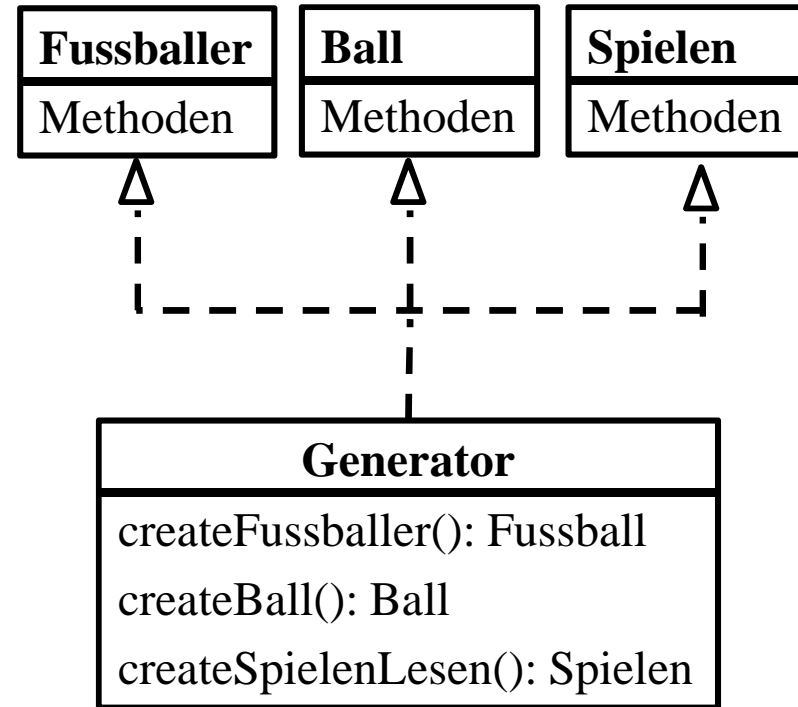 Fussballer
Methoden
Ball
Methoden
Spielen
Methoden
Generator
createFussballer(): Fussball
createBall(): Ball
createSpielenLesen(): Spielen